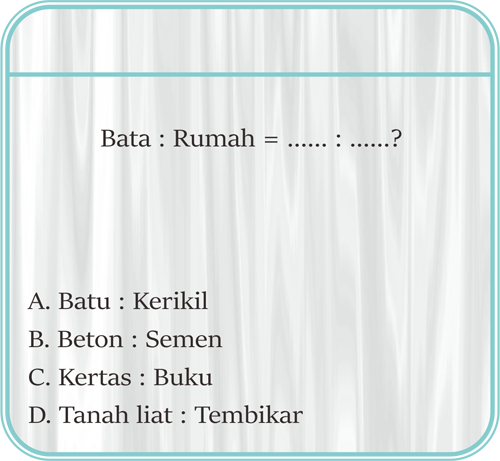 Bata : Rumah = ...... : ......?
A. Batu : Kerikil
B. Beton : Semen
C. Kertas : Buku
D. Tanah liat : Tembikar